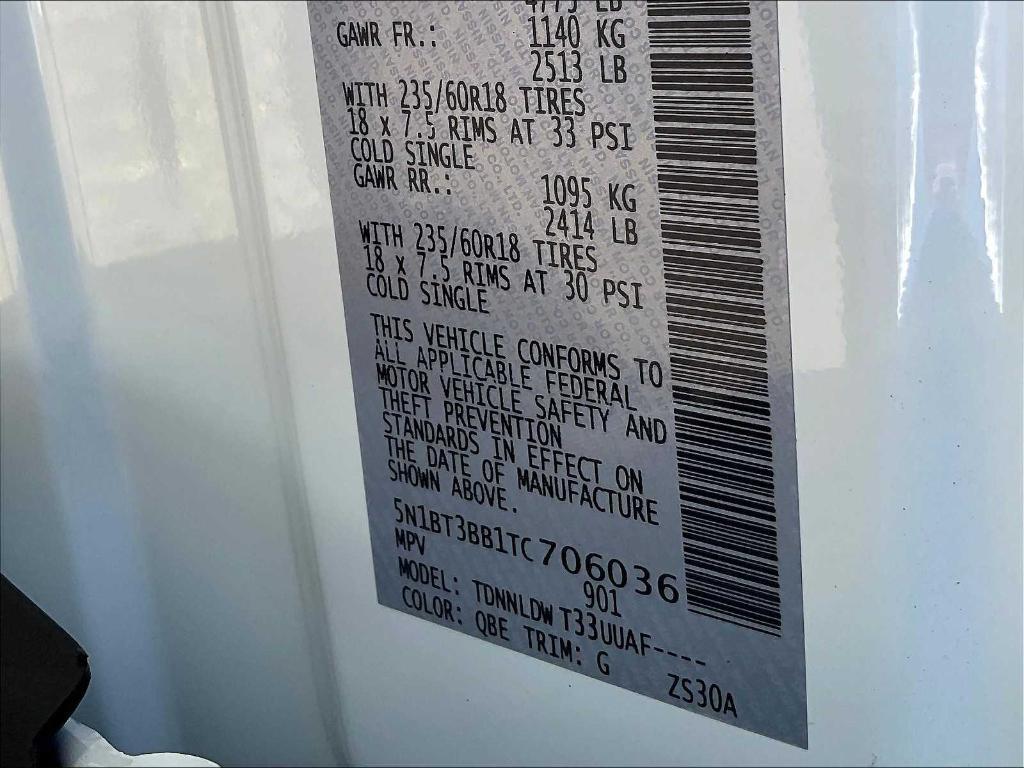 4775 LB
GAWR FR.: 1140 KG
2513 LB
WITH 235/60R18 TIRES
18 X 7.5 RIMS AT 33 PSI
COLD SINGLE
GAWR RR.: 1095 KG
2414 LB
WITH 235/60R18 TIRES
18 X 7.5 RIMS AT 30 PSI
COLD SINGLE
THIS VEHICLE CONFORMS TO
ALL APPLICABLE FEDERAL
MOTOR VEHICLE SAFETY AND
THEFT PREVENTION
STANDARDS IN EFFECT ON
THE DATE OF MANUFACTURE
SHOWN ABOVE.
5N1BT3BB1TC706036
MPV 901
MODEL: TDNNLDW T33UUAF----
COLOR: QBE TRIM: G ZS30A